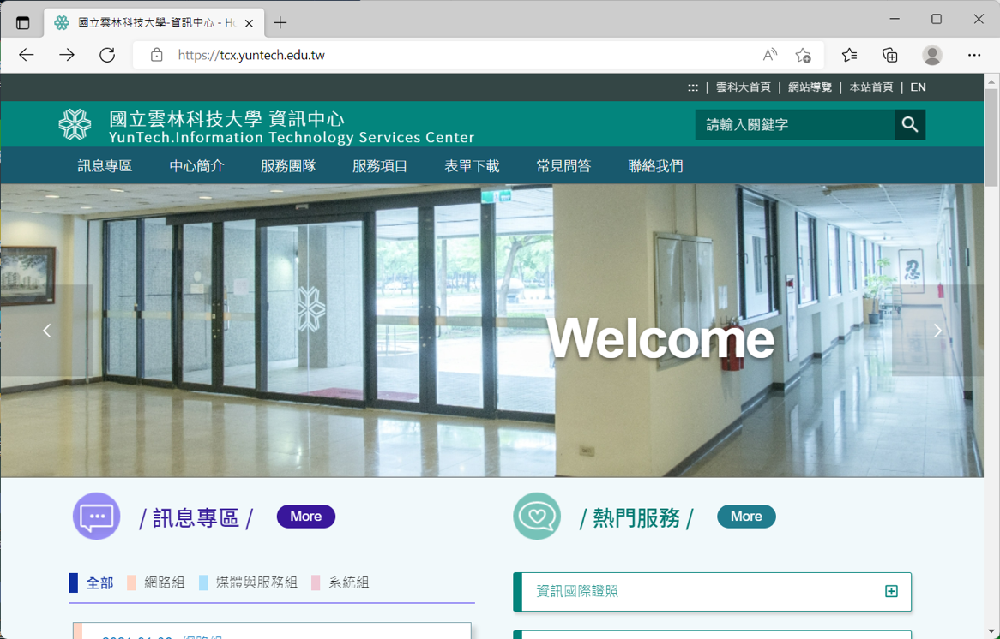 國立雲林科技大學-資訊中心 - Ho
https://tcx.yuntech.edu.tw
::: | 雲科大首頁 | 網站導覽 | 本站首頁 | EN
國立雲林科技大學 資訊中心
YunTech.Information Technology Services Center
請輸入關鍵字
訊息專區 中心簡介 服務團隊 服務項目 表單下載 常見問答 聯絡我們
忍
Welcome
/ 訊息專區 / More
/ 熱門服務 / More
全部 網路組 媒體與服務組 系統組
資訊國際證照